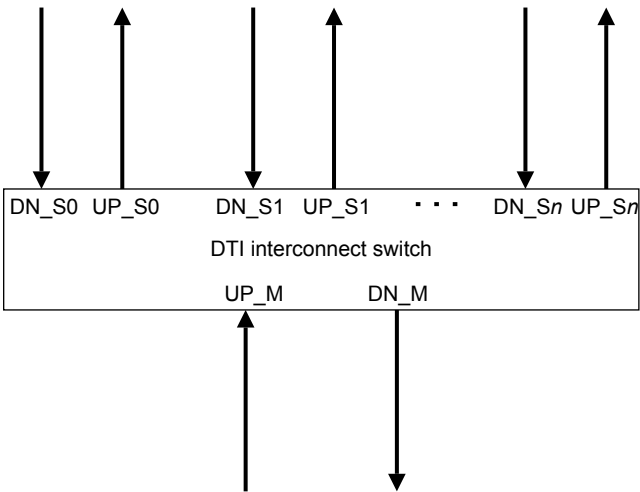 DN_S0 UP_S0 DN_S1 UP_S1 ··· DN_Sn UP_Sn
DTI interconnect switch
UP_M DN_M